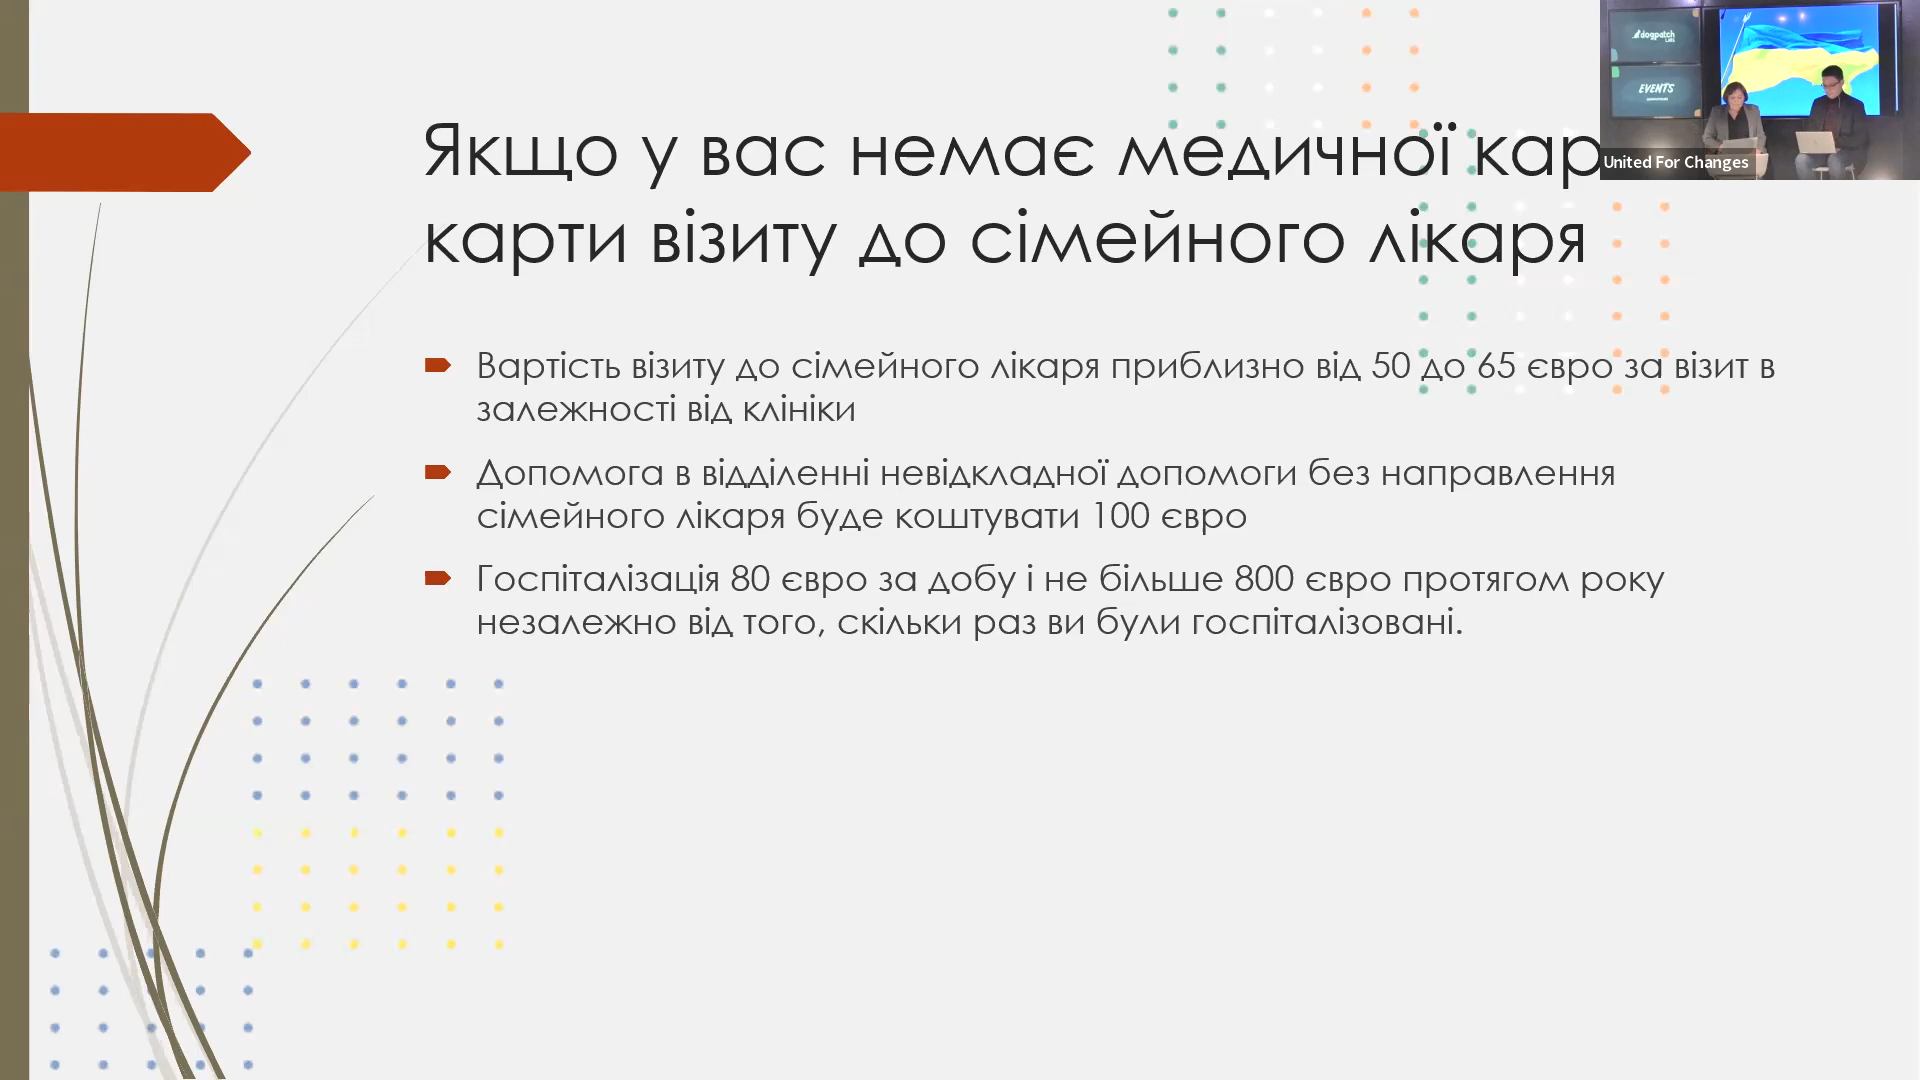 Якщо у вас немає медичної
карти візиту до сімейного лікаря
Вартість візиту до сімейного лікаря приблизно від 50 до 65 євро за візит в
залежності від клініки
Допомога в відділенні невідкладної допомоги без направлення
сімейного лікаря буде коштувати 100 євро
Госпіталізація 80 євро за добу і не більше 800 євро протягом року
незалежно від того, скільки раз ви були госпіталізовані.
dogpatch
LABS
EVENTS
United For Changes